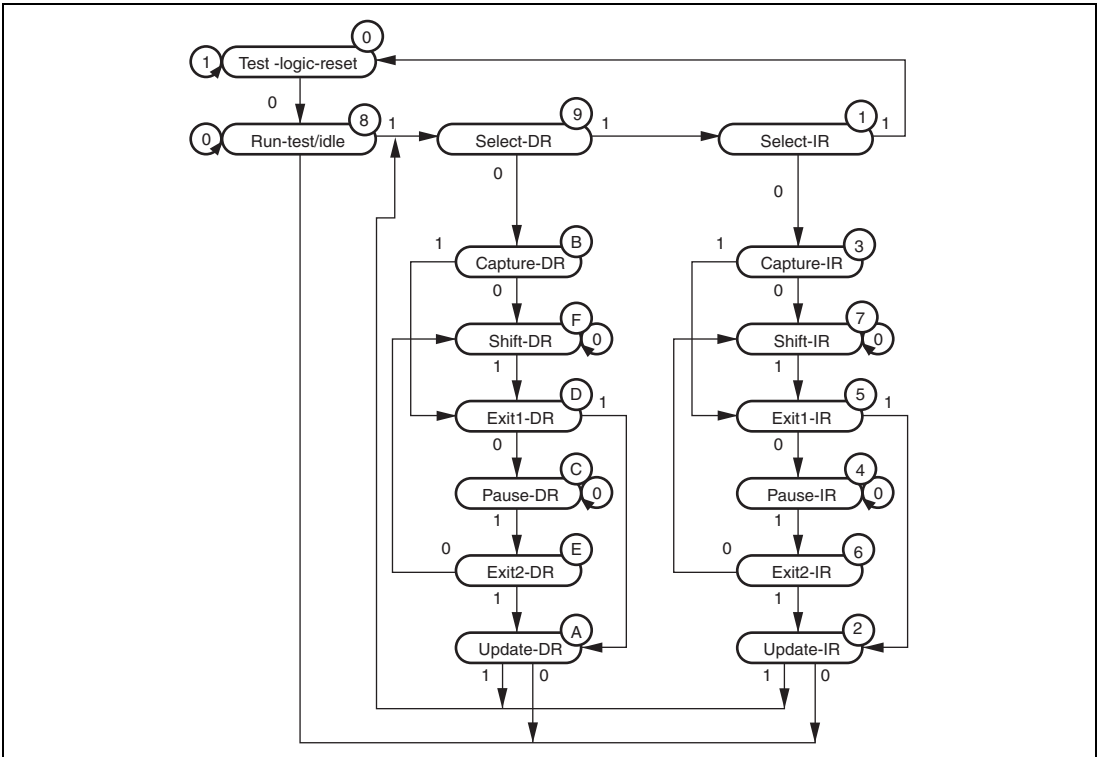 0
1 Test -logic-reset
0
8 1 9 1 1 1
0 Run-test/idle Select-DR Select-IR
0 0
1 B 1 3
Capture-DR Capture-IR
0 0
F 7
Shift-DR 0 Shift-IR 0
1 1
D 1 5 1
Exit1-DR Exit1-IR
0 0
C 4
Pause-DR 0 Pause-IR 0
1 1
0 E 0 6
Exit2-DR Exit2-IR
1 1
A 2
Update-DR Update-IR
1 0 1 0